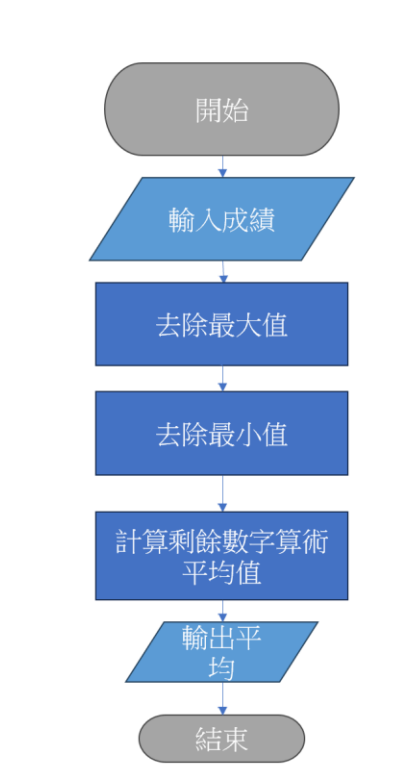 開始
輸入成績
去除最大值
去除最小值
計算剩餘數字算術
平均值
輸出平
均
結束